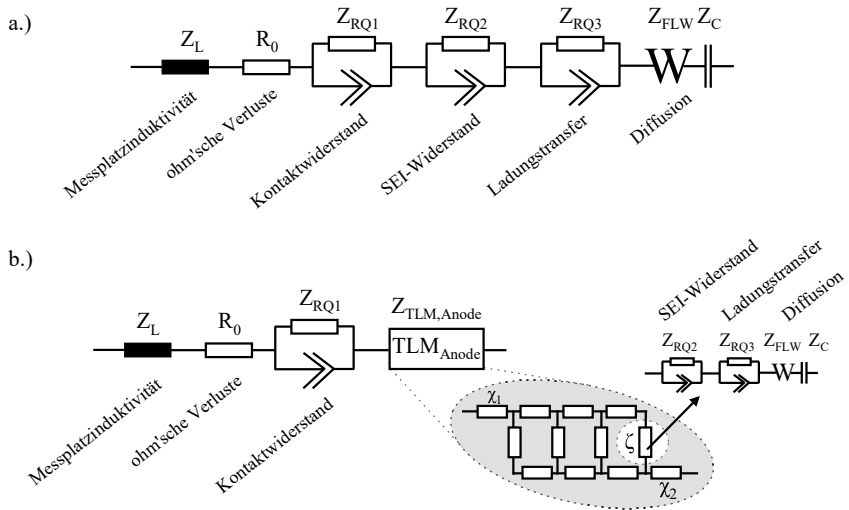 a.)
Z_L R_0 Z_RQ1 Z_RQ2 Z_RQ3 Z_FLW Z_C
W
Messplatzinduktivität
ohm'sche Verluste
Kontaktwiderstand
SEI-Widerstand
Ladungstransfer
Diffusion
b.)
Z_L R_0 Z_RQ1 Z_TLM,Anode
TLM_Anode
Messplatzinduktivität
ohm'sche Verluste
Kontaktwiderstand
SEI-Widerstand
Ladungstransfer
Diffusion
Z_RQ2 Z_RQ3 Z_FLW Z_C
W
χ_1
ζ
χ_2